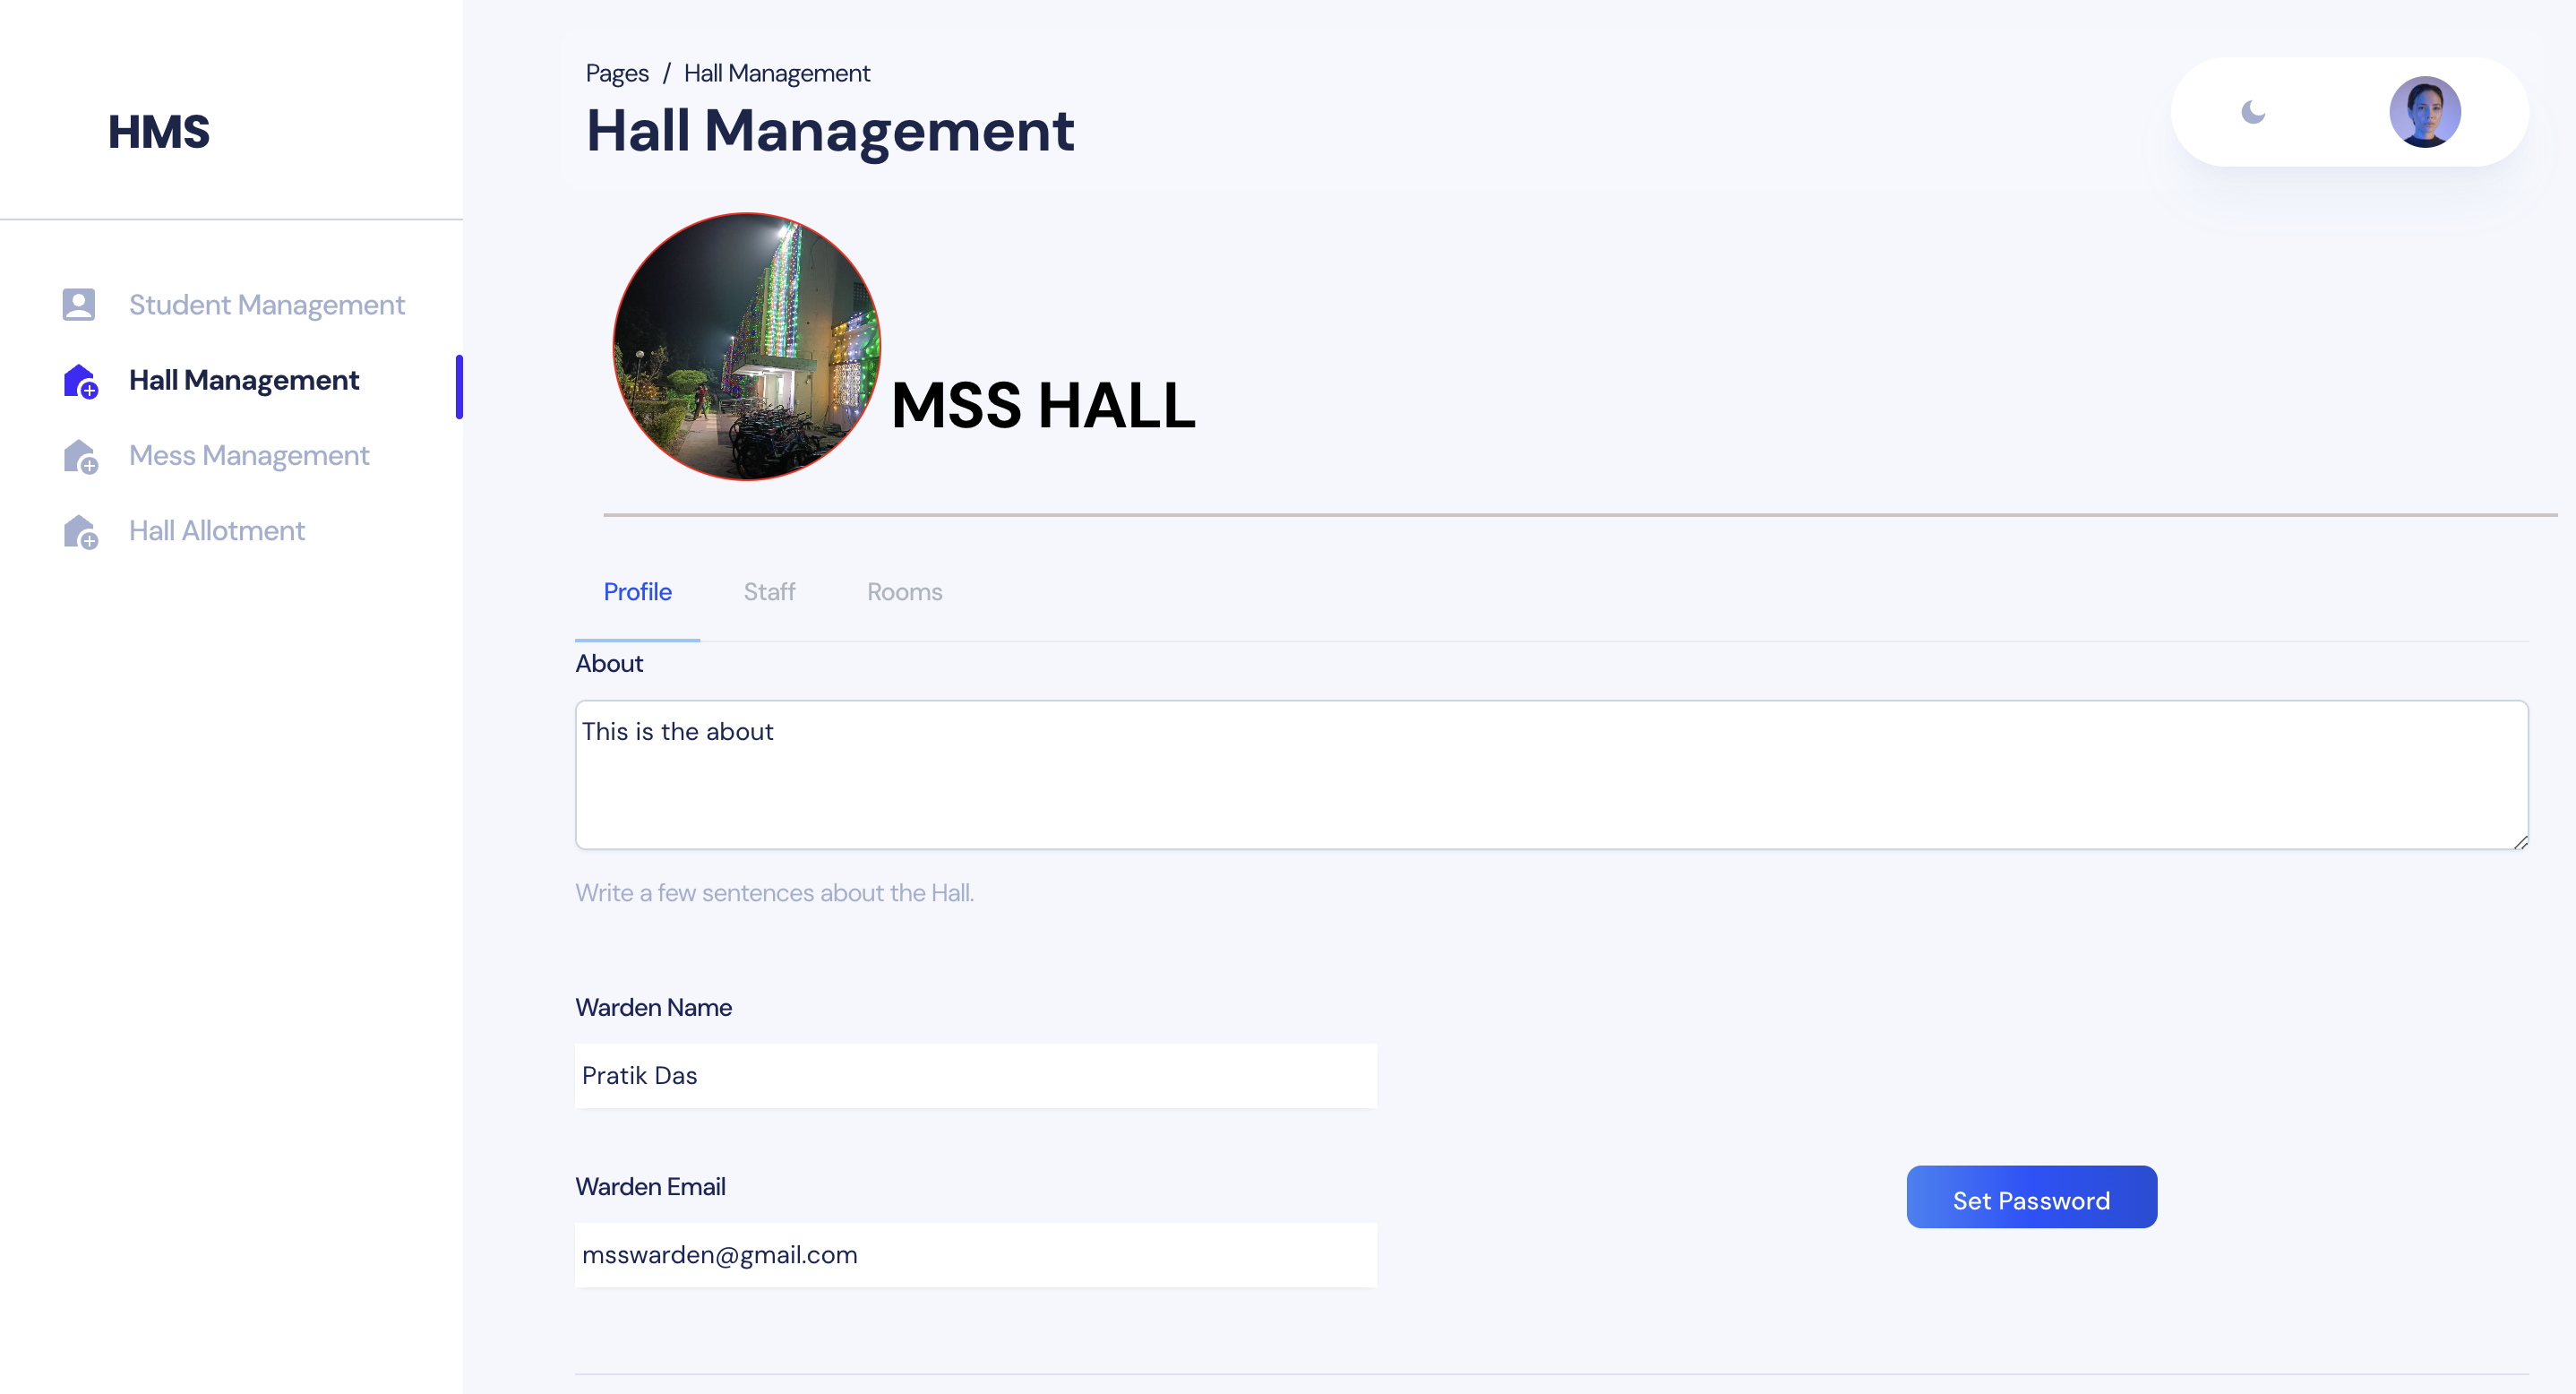 HMS
Student Management
Hall Management
Mess Management
Hall Allotment
Pages / Hall Management
Hall Management
MSS HALL
Profile
Staff
Rooms
About
This is the about
Write a few sentences about the Hall.
Warden Name
Pratik Das
Warden Email
msswarden@gmail.com
Set Password